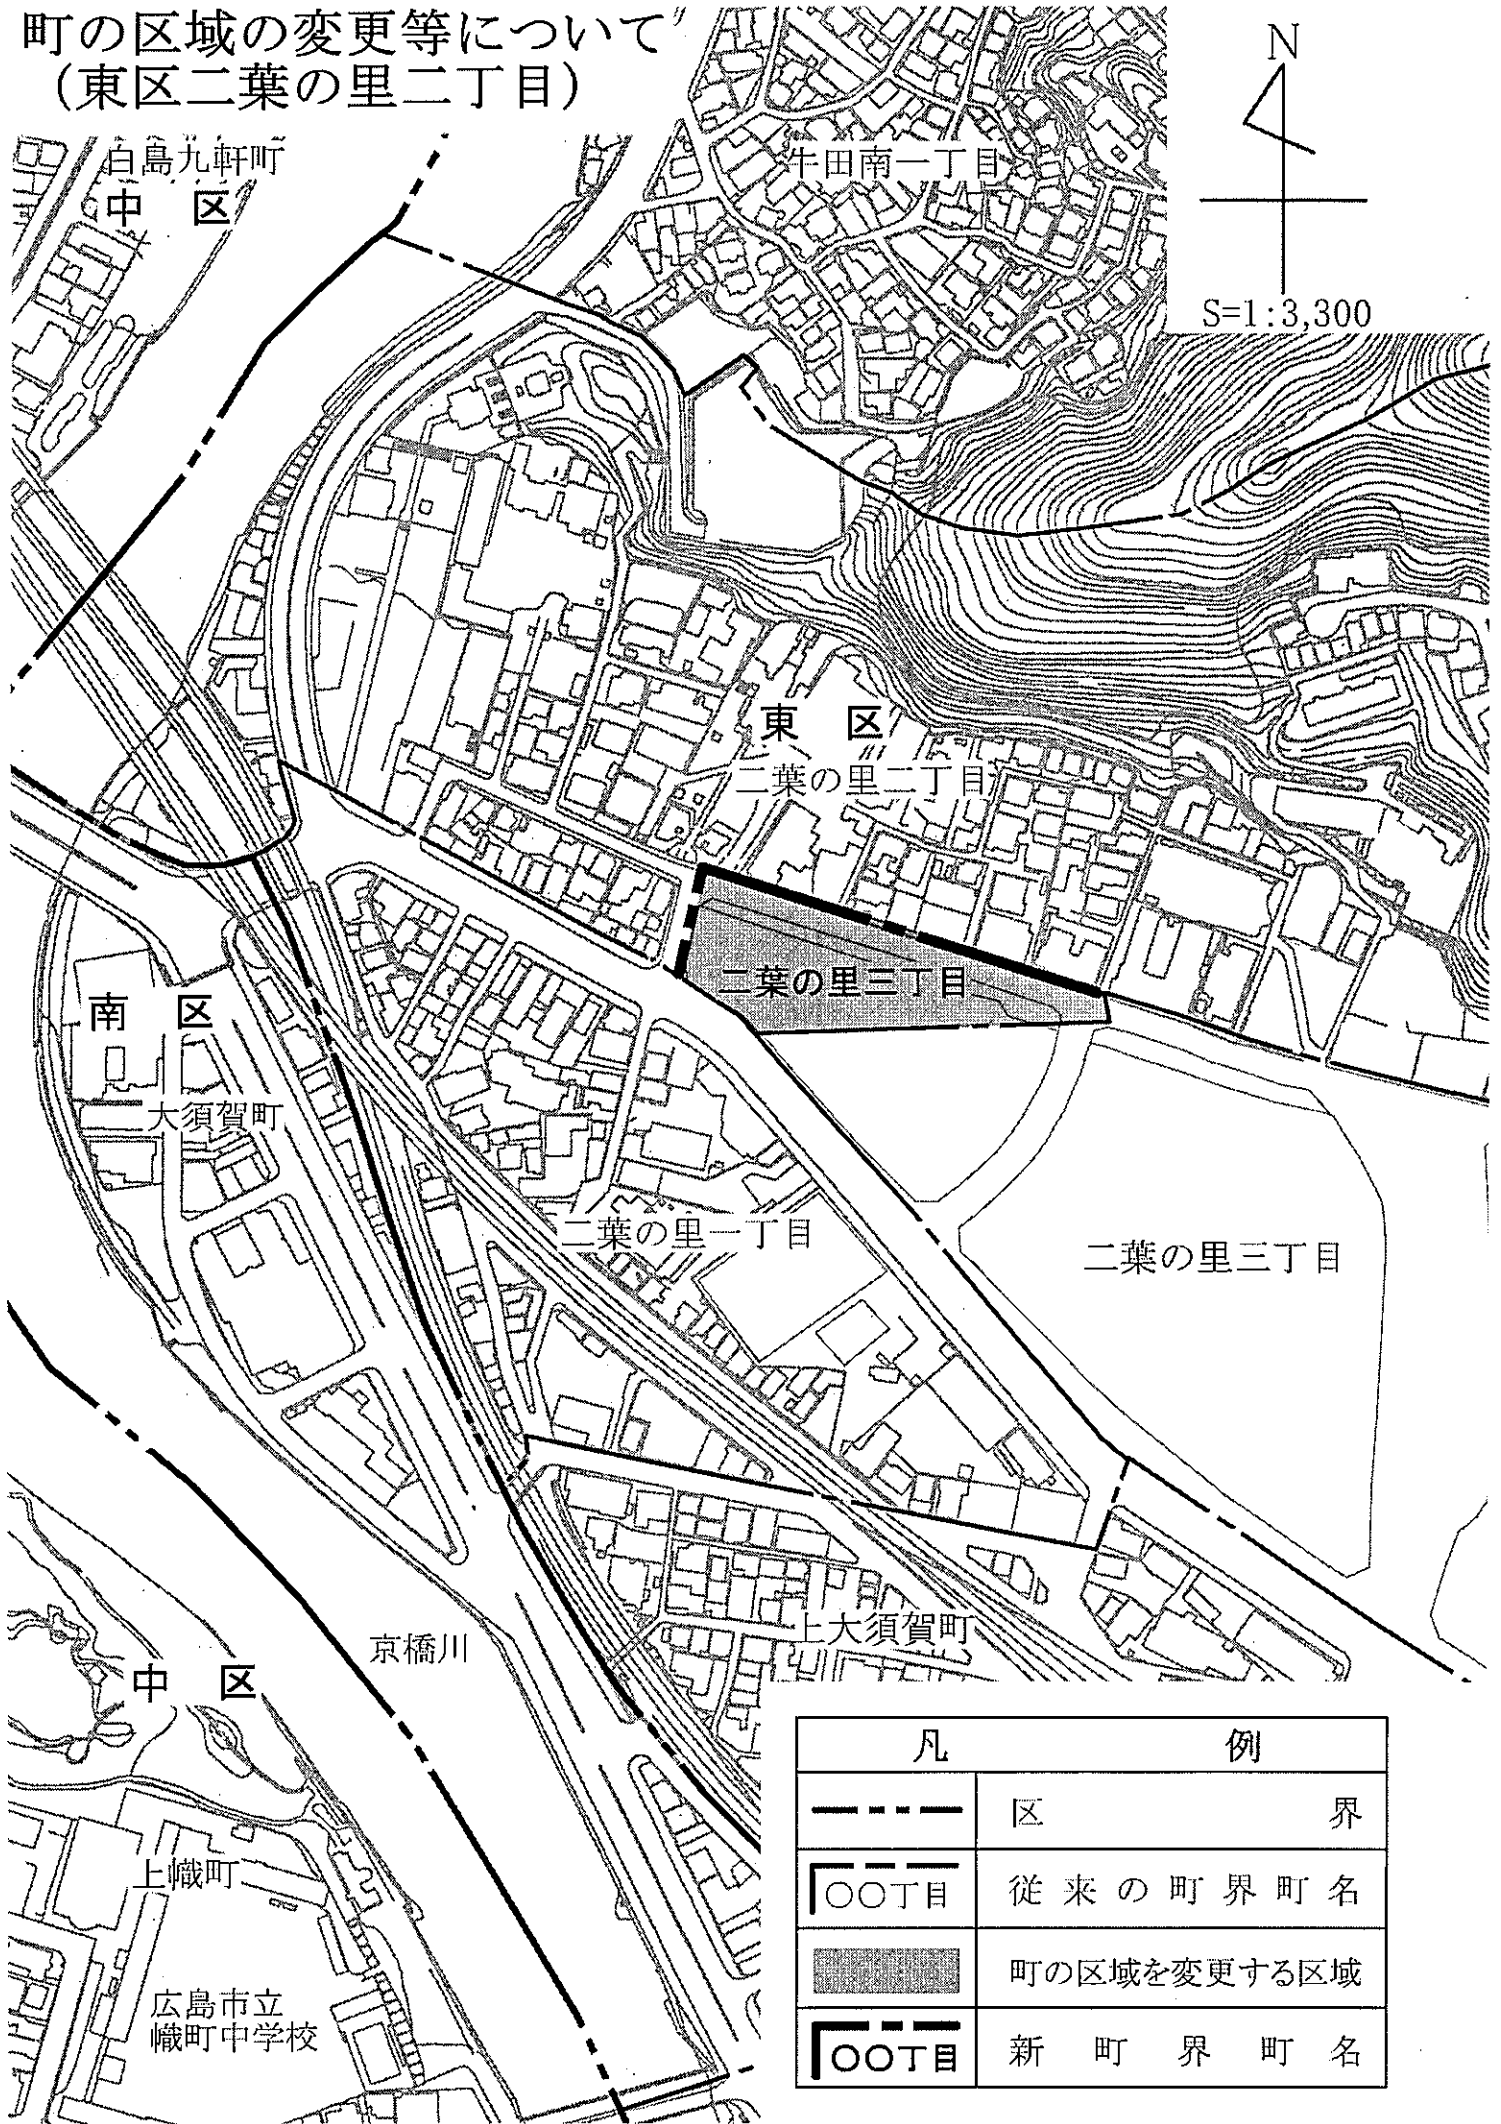 町の区域の変更等について
（東区二葉の里二丁目）
N
S=1:3,300
白島九軒町
中　区
牛田南一丁目
東　区
二葉の里二丁目
二葉の里三丁目
南　区
大須賀町
二葉の里一丁目
二葉の里三丁目
上大須賀町
京橋川
中　区
上幟町
広島市立
幟町中学校
凡　例
区　界
〇〇丁目
従来の町界町名
町の区域を変更する区域
〇〇丁目
新町界町名